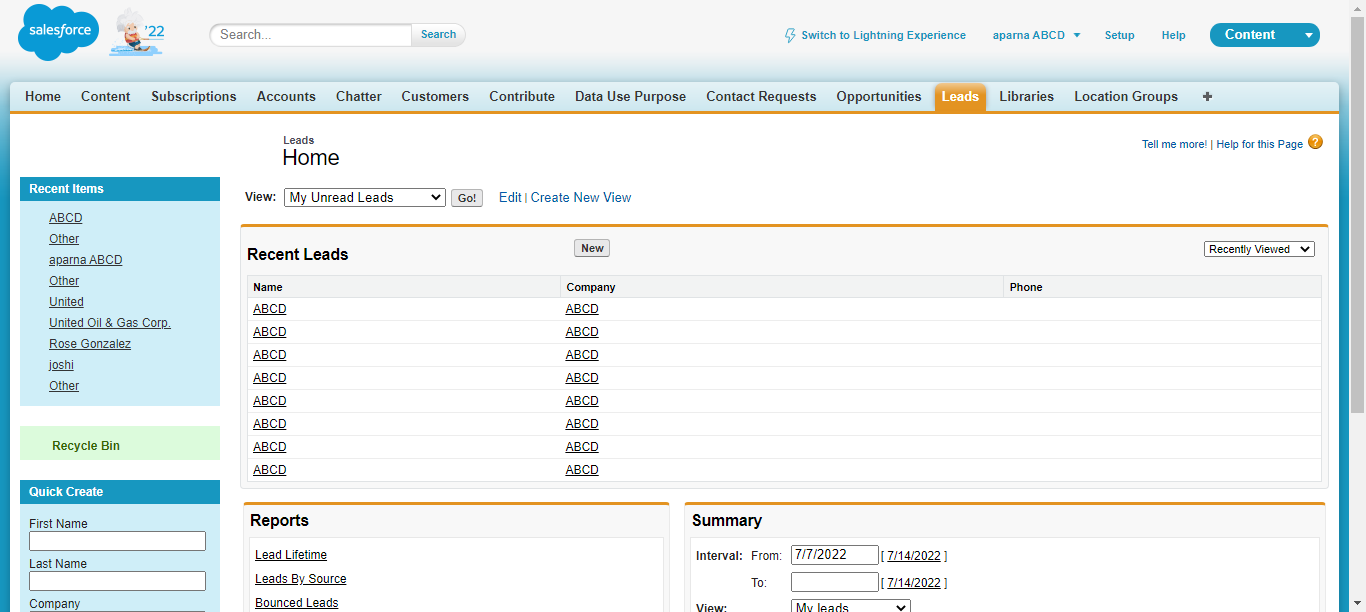 salesforce
'22
Search...
Search
Switch to Lightning Experience
aparna ABCD
Setup
Help
Content
Home Content Subscriptions Accounts Chatter Customers Contribute Data Use Purpose Contact Requests Opportunities Leads Libraries Location Groups +
Leads
Home
Tell me more! | Help for this Page ?
Recent Items
ABCD
Other
aparna ABCD
Other
United
United Oil & Gas Corp.
Rose Gonzalez
joshi
Other
Recycle Bin
Quick Create
First Name
Last Name
Company
View: My Unread Leads Go! Edit | Create New View
Recent Leads New Recently Viewed
Name Company Phone
ABCD ABCD
ABCD ABCD
ABCD ABCD
ABCD ABCD
ABCD ABCD
ABCD ABCD
ABCD ABCD
ABCD ABCD
Reports
Lead Lifetime
Leads By Source
Bounced Leads
Summary
Interval: From: 7/7/2022 [ 7/14/2022 ]
To: [ 7/14/2022 ]
View: My leads